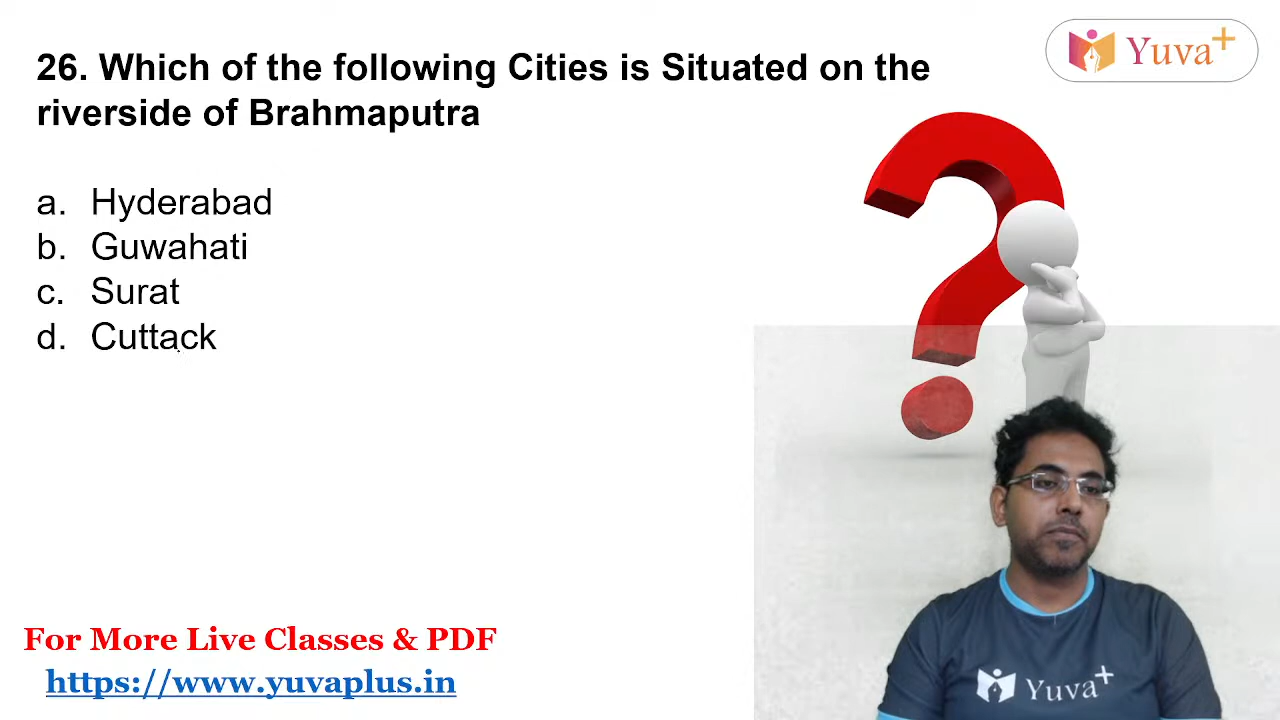 26. Which of the following Cities is Situated on the
riverside of Brahmaputra
Yuva+
a. Hyderabad
b. Guwahati
c. Surat
d. Cuttack
For More Live Classes & PDF
https://www.yuvaplus.in
Yuva+